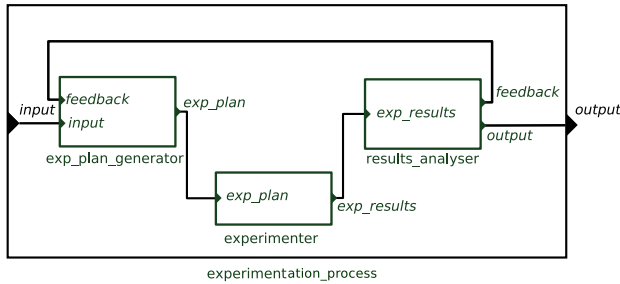 feedback
exp_plan
input
feedback
input
exp_results
output
output
exp_plan_generator
results_analyser
exp_plan
exp_results
experimenter
experimentation_process